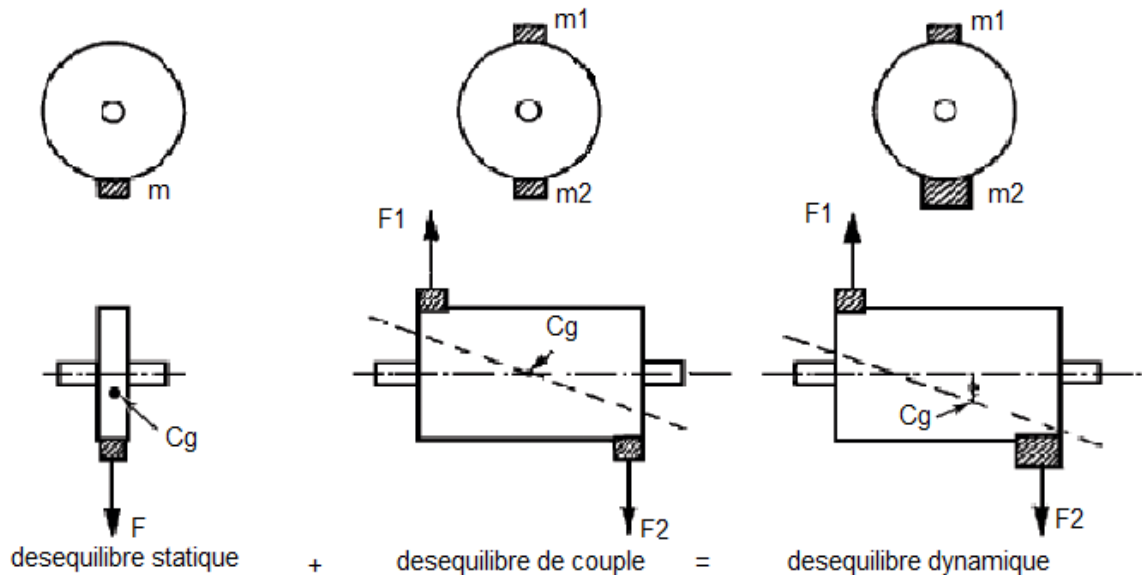 m1
m1
m
m2
m2
F1
F1
Cg
Cg
Cg
F
F2
F2
desequilibre statique + desequilibre de couple = desequilibre dynamique